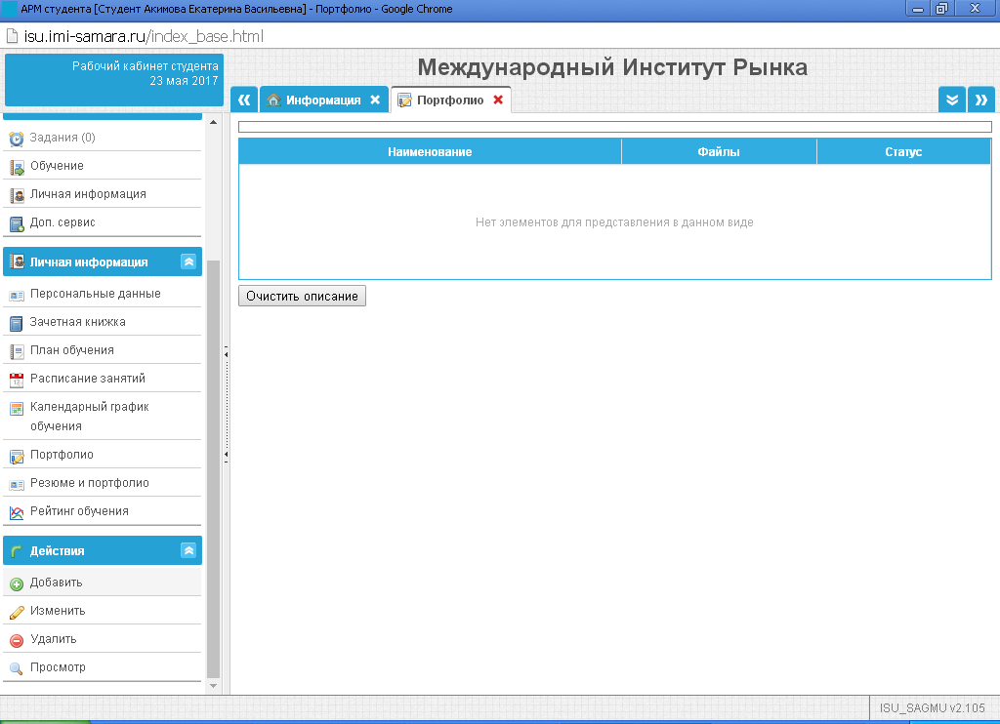 АРМ студента [Студент Акимова Екатерина Васильевна] - Портфолио - Google Chrome
isu.imi-samara.ru/index_base.html
Рабочий кабинет студента
23 мая 2017
Международный Институт Рынка
Информация
Портфолио
Задания (0)
Обучение
Личная информация
Доп. сервис
Личная информация
Персональные данные
Зачетная книжка
План обучения
Расписание занятий
Календарный график
обучения
Портфолио
Резюме и портфолио
Рейтинг обучения
Действия
Добавить
Изменить
Удалить
Просмотр
Наименование Файлы Статус
Нет элементов для представления в данном виде
Очистить описание
ISU_SAGMU v2.105